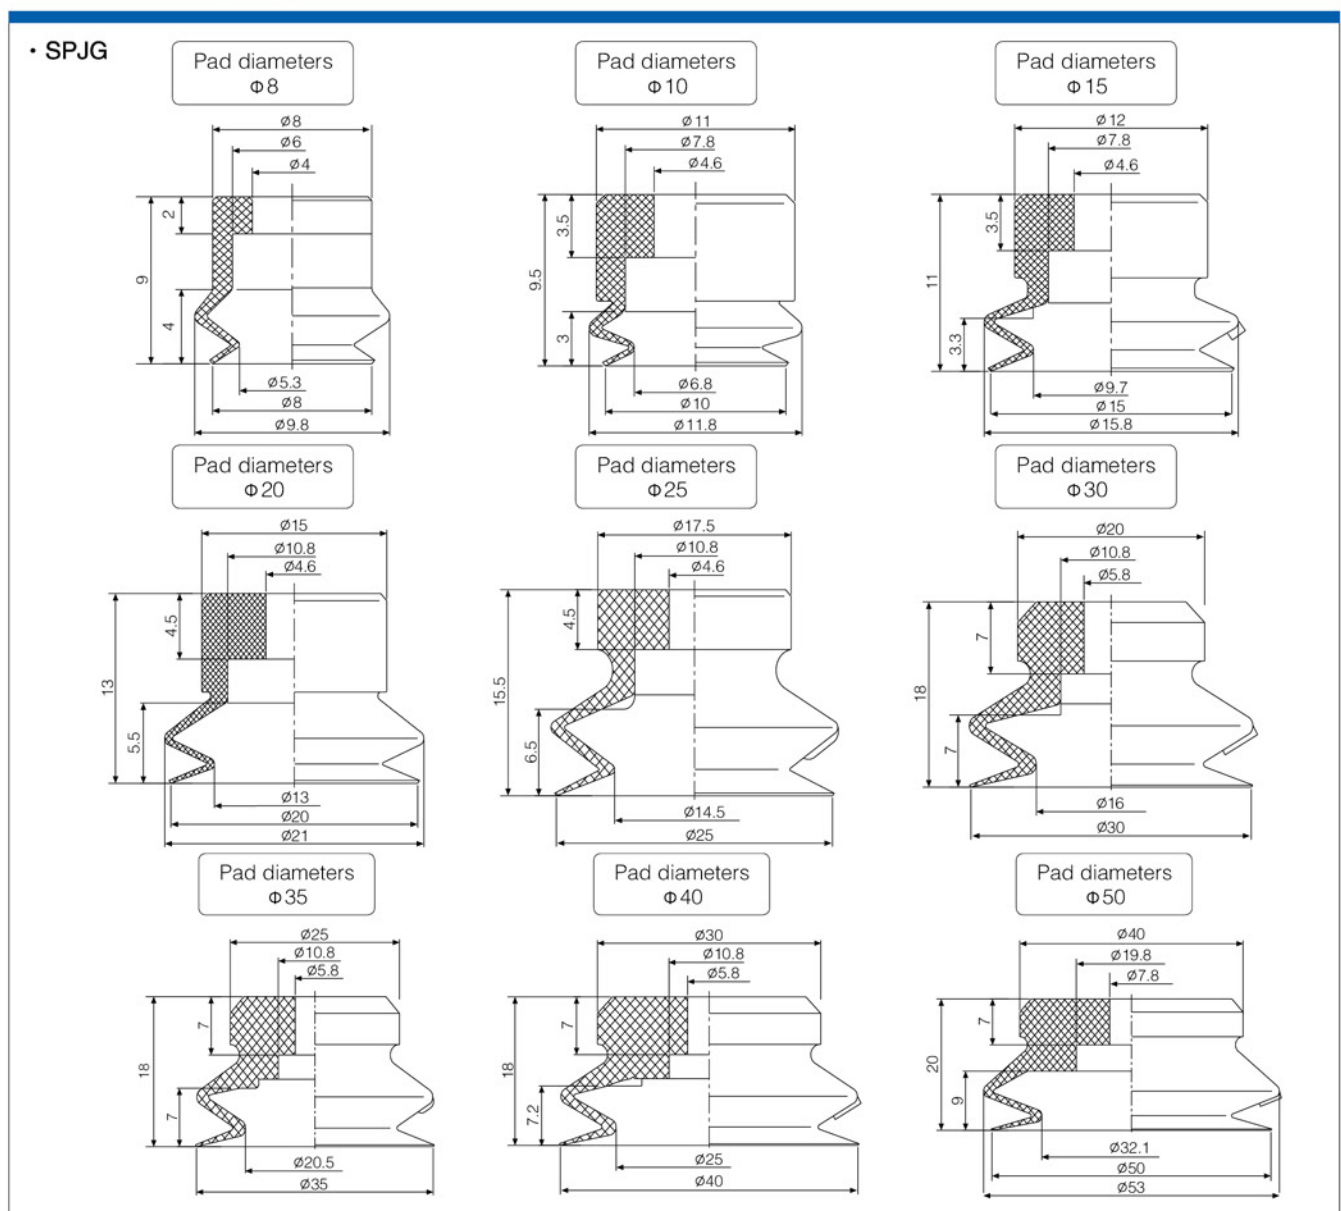 · SPJG
Pad diameters
Φ8
Ø8
Ø6
Ø4
2
9
4
Ø5.3
Ø8
Ø9.8
Pad diameters
Φ10
Ø11
Ø7.8
Ø4.6
3.5
9.5
3
Ø6.8
Ø10
Ø11.8
Pad diameters
Φ15
Ø12
Ø7.8
Ø4.6
3.5
11
3.3
Ø9.7
Ø15
Ø15.8
Pad diameters
Φ20
Ø15
Ø10.8
Ø4.6
4.5
13
5.5
Ø13
Ø20
Ø21
Pad diameters
Φ25
Ø17.5
Ø10.8
Ø4.6
4.5
15.5
6.5
Ø14.5
Ø25
Pad diameters
Φ30
Ø20
Ø10.8
Ø5.8
7
18
7
Ø16
Ø30
Pad diameters
Φ35
Ø25
Ø10.8
Ø5.8
7
18
7
Ø20.5
Ø35
Pad diameters
Φ40
Ø30
Ø10.8
Ø5.8
7
18
7.2
Ø25
Ø40
Pad diameters
Φ50
Ø40
Ø19.8
Ø7.8
7
20
9
Ø32.1
Ø50
Ø53